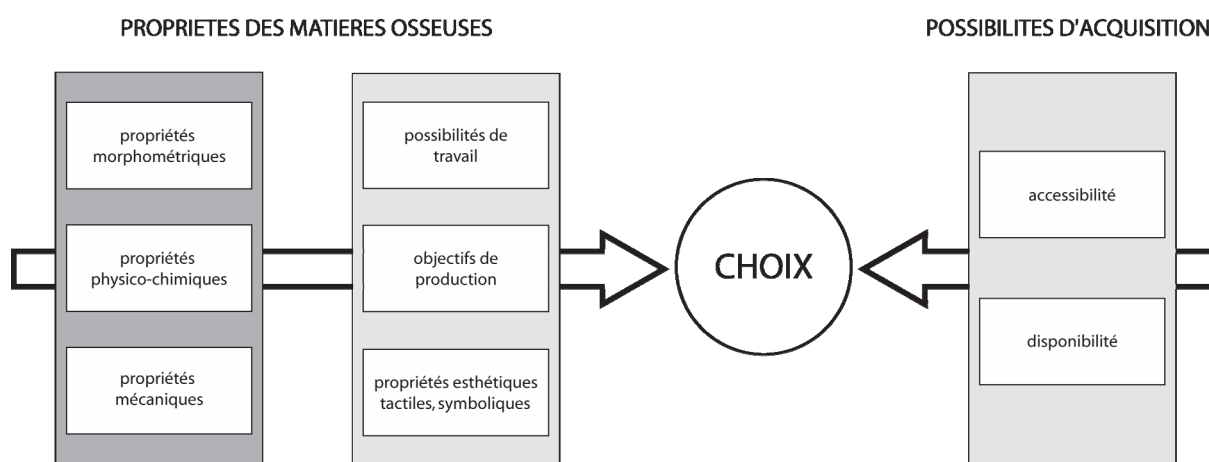 PROPRIETES DES MATIERES OSSEUSES
POSSIBILITES D'ACQUISITION
propriétés
morphométriques
propriétés
physico-chimiques
propriétés
mécaniques
possibilités de
travail
objectifs de
production
propriétés esthétiques
tactiles, symboliques
CHOIX
accessibilité
disponibilité